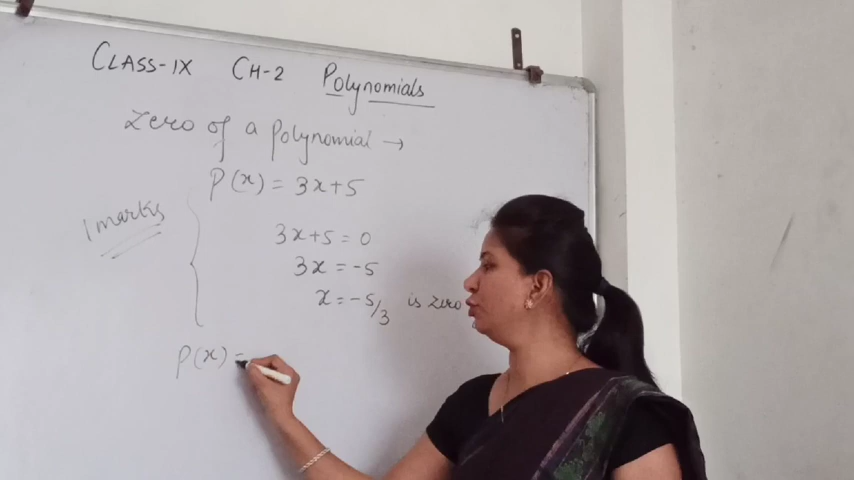 CLASS-IX CH-2 Polynomials
Zero of a polynomial →
P(x) = 3x+5
1 marks
3x+5 = 0
3x = -5
x = -5/3 is zero
P(x) =